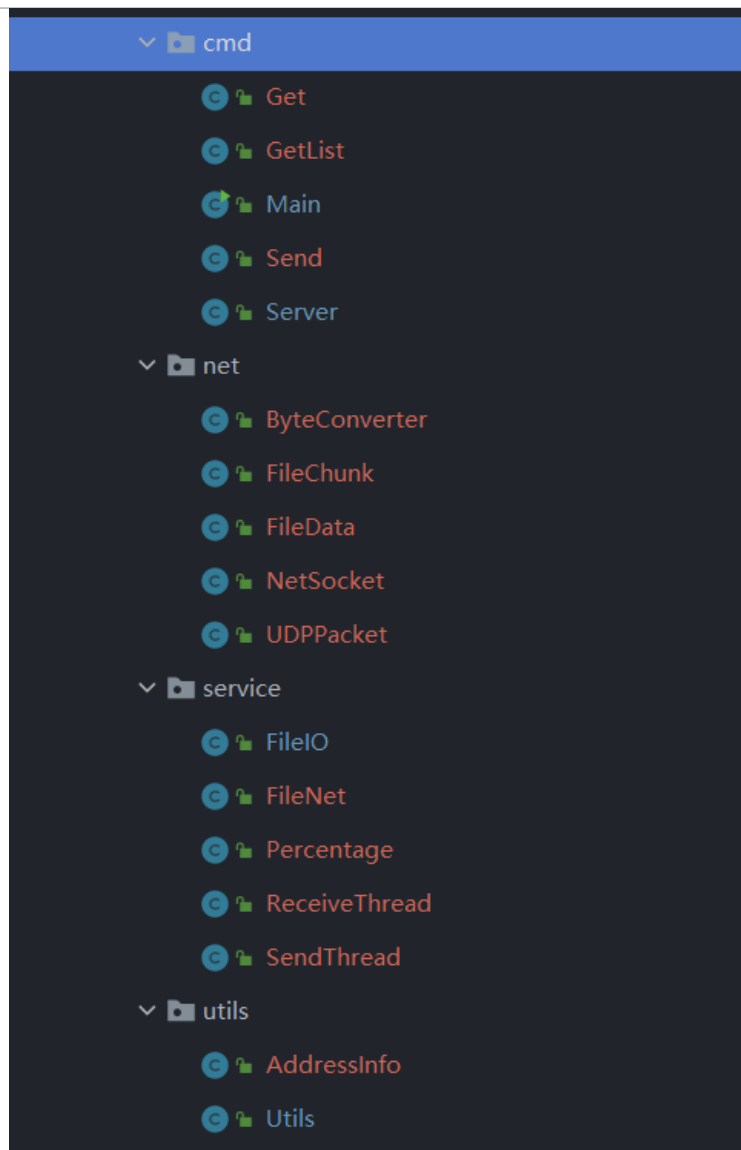 cmd
Get
GetList
Main
Send
Server
net
ByteConverter
FileChunk
FileData
NetSocket
UDPPacket
service
FileIO
FileNet
Percentage
ReceiveThread
SendThread
utils
AddressInfo
Utils